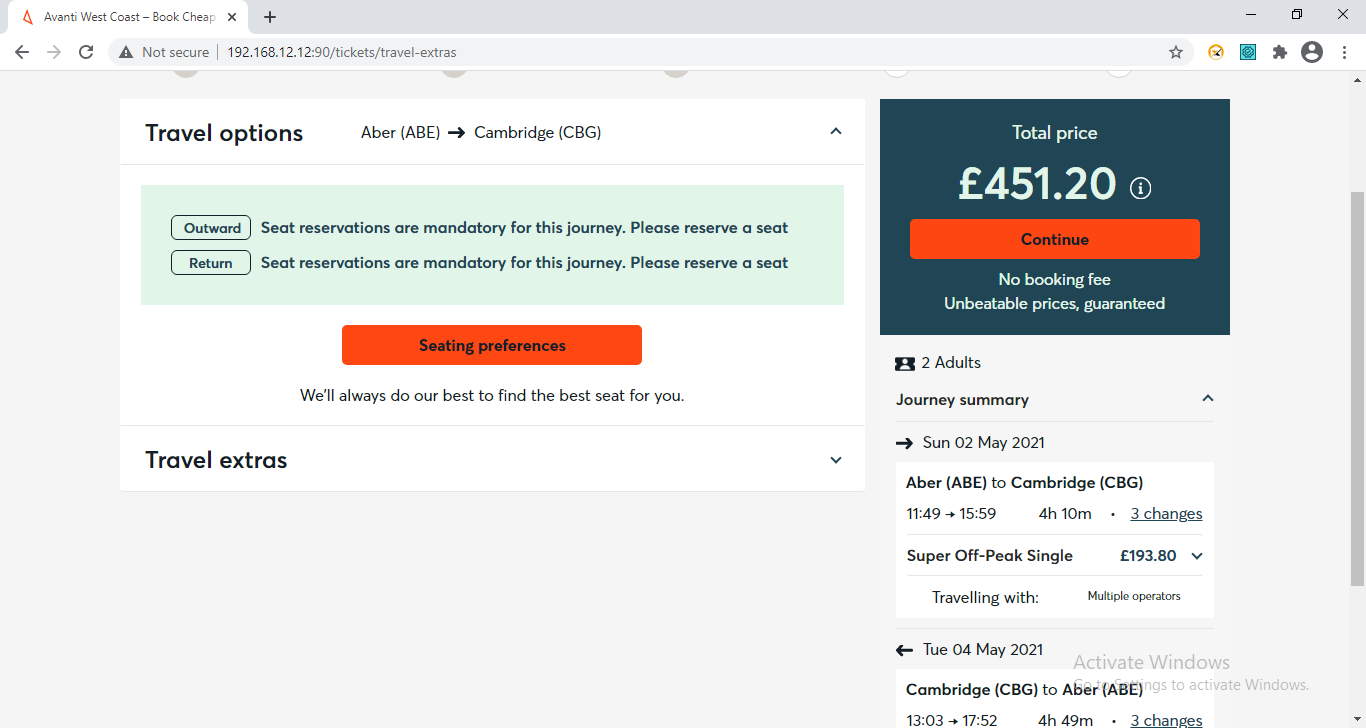 Avanti West Coast – Book Cheap
Not secure
192.168.12.12:90/tickets/travel-extras
Travel options
Aber (ABE) → Cambridge (CBG)
Outward Seat reservations are mandatory for this journey. Please reserve a seat
Return Seat reservations are mandatory for this journey. Please reserve a seat
Seating preferences
We'll always do our best to find the best seat for you.
Travel extras
Total price
£451.20
Continue
No booking fee
Unbeatable prices, guaranteed
2 Adults
Journey summary
→ Sun 02 May 2021
Aber (ABE) to Cambridge (CBG)
11:49 → 15:59 4h 10m • 3 changes
Super Off-Peak Single £193.80
Travelling with: Multiple operators
← Tue 04 May 2021
Cambridge (CBG) to Aber (ABE)
13:03 → 17:52 4h 49m • 3 changes
Activate Windows
Go to Settings to activate Windows.